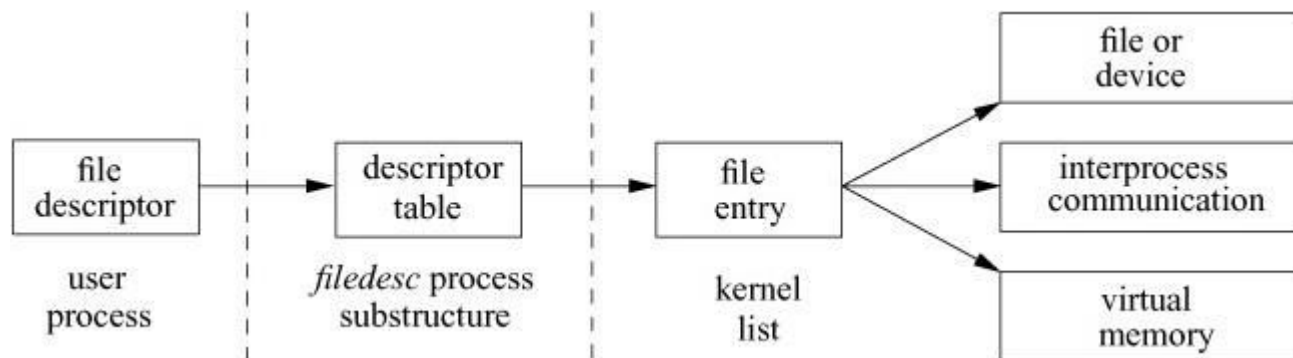 file
descriptor
user
process
descriptor
table
filedesc process
substructure
file
entry
kernel
list
file or
device
interprocess
communication
virtual
memory